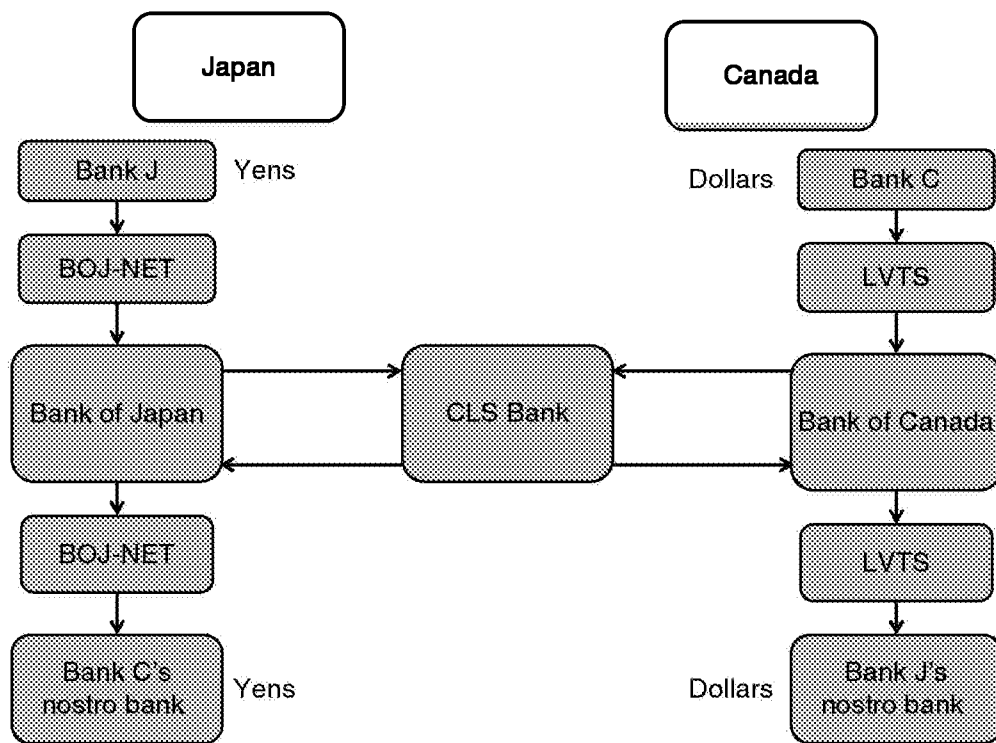 Japan
Canada
Bank J
Yens
Dollars
Bank C
BOJ-NET
LVTS
Bank of Japan
CLS Bank
Bank of Canada
BOJ-NET
LVTS
Bank C's
nostro bank
Yens
Dollars
Bank J's
nostro bank